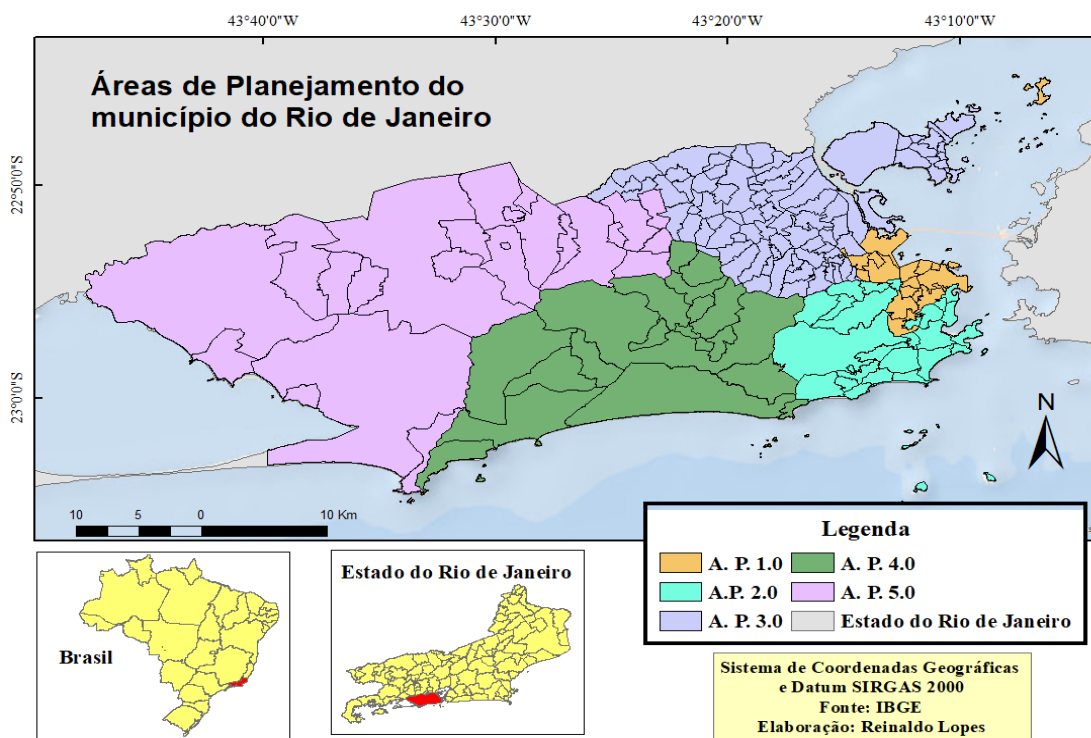 43°40'0"W 43°30'0"W 43°20'0"W 43°10'0"W
Áreas de Planejamento do
município do Rio de Janeiro
22°50'0"S
23°0'0"S
N
10 5 0 10 Km
Legenda
A. P. 1.0 A. P. 4.0
A.P. 2.0 A. P. 5.0
A. P. 3.0 Estado do Rio de Janeiro
Brasil
Estado do Rio de Janeiro
Sistema de Coordenadas Geográficas
e Datum SIRGAS 2000
Fonte: IBGE
Elaboração: Reinaldo Lopes